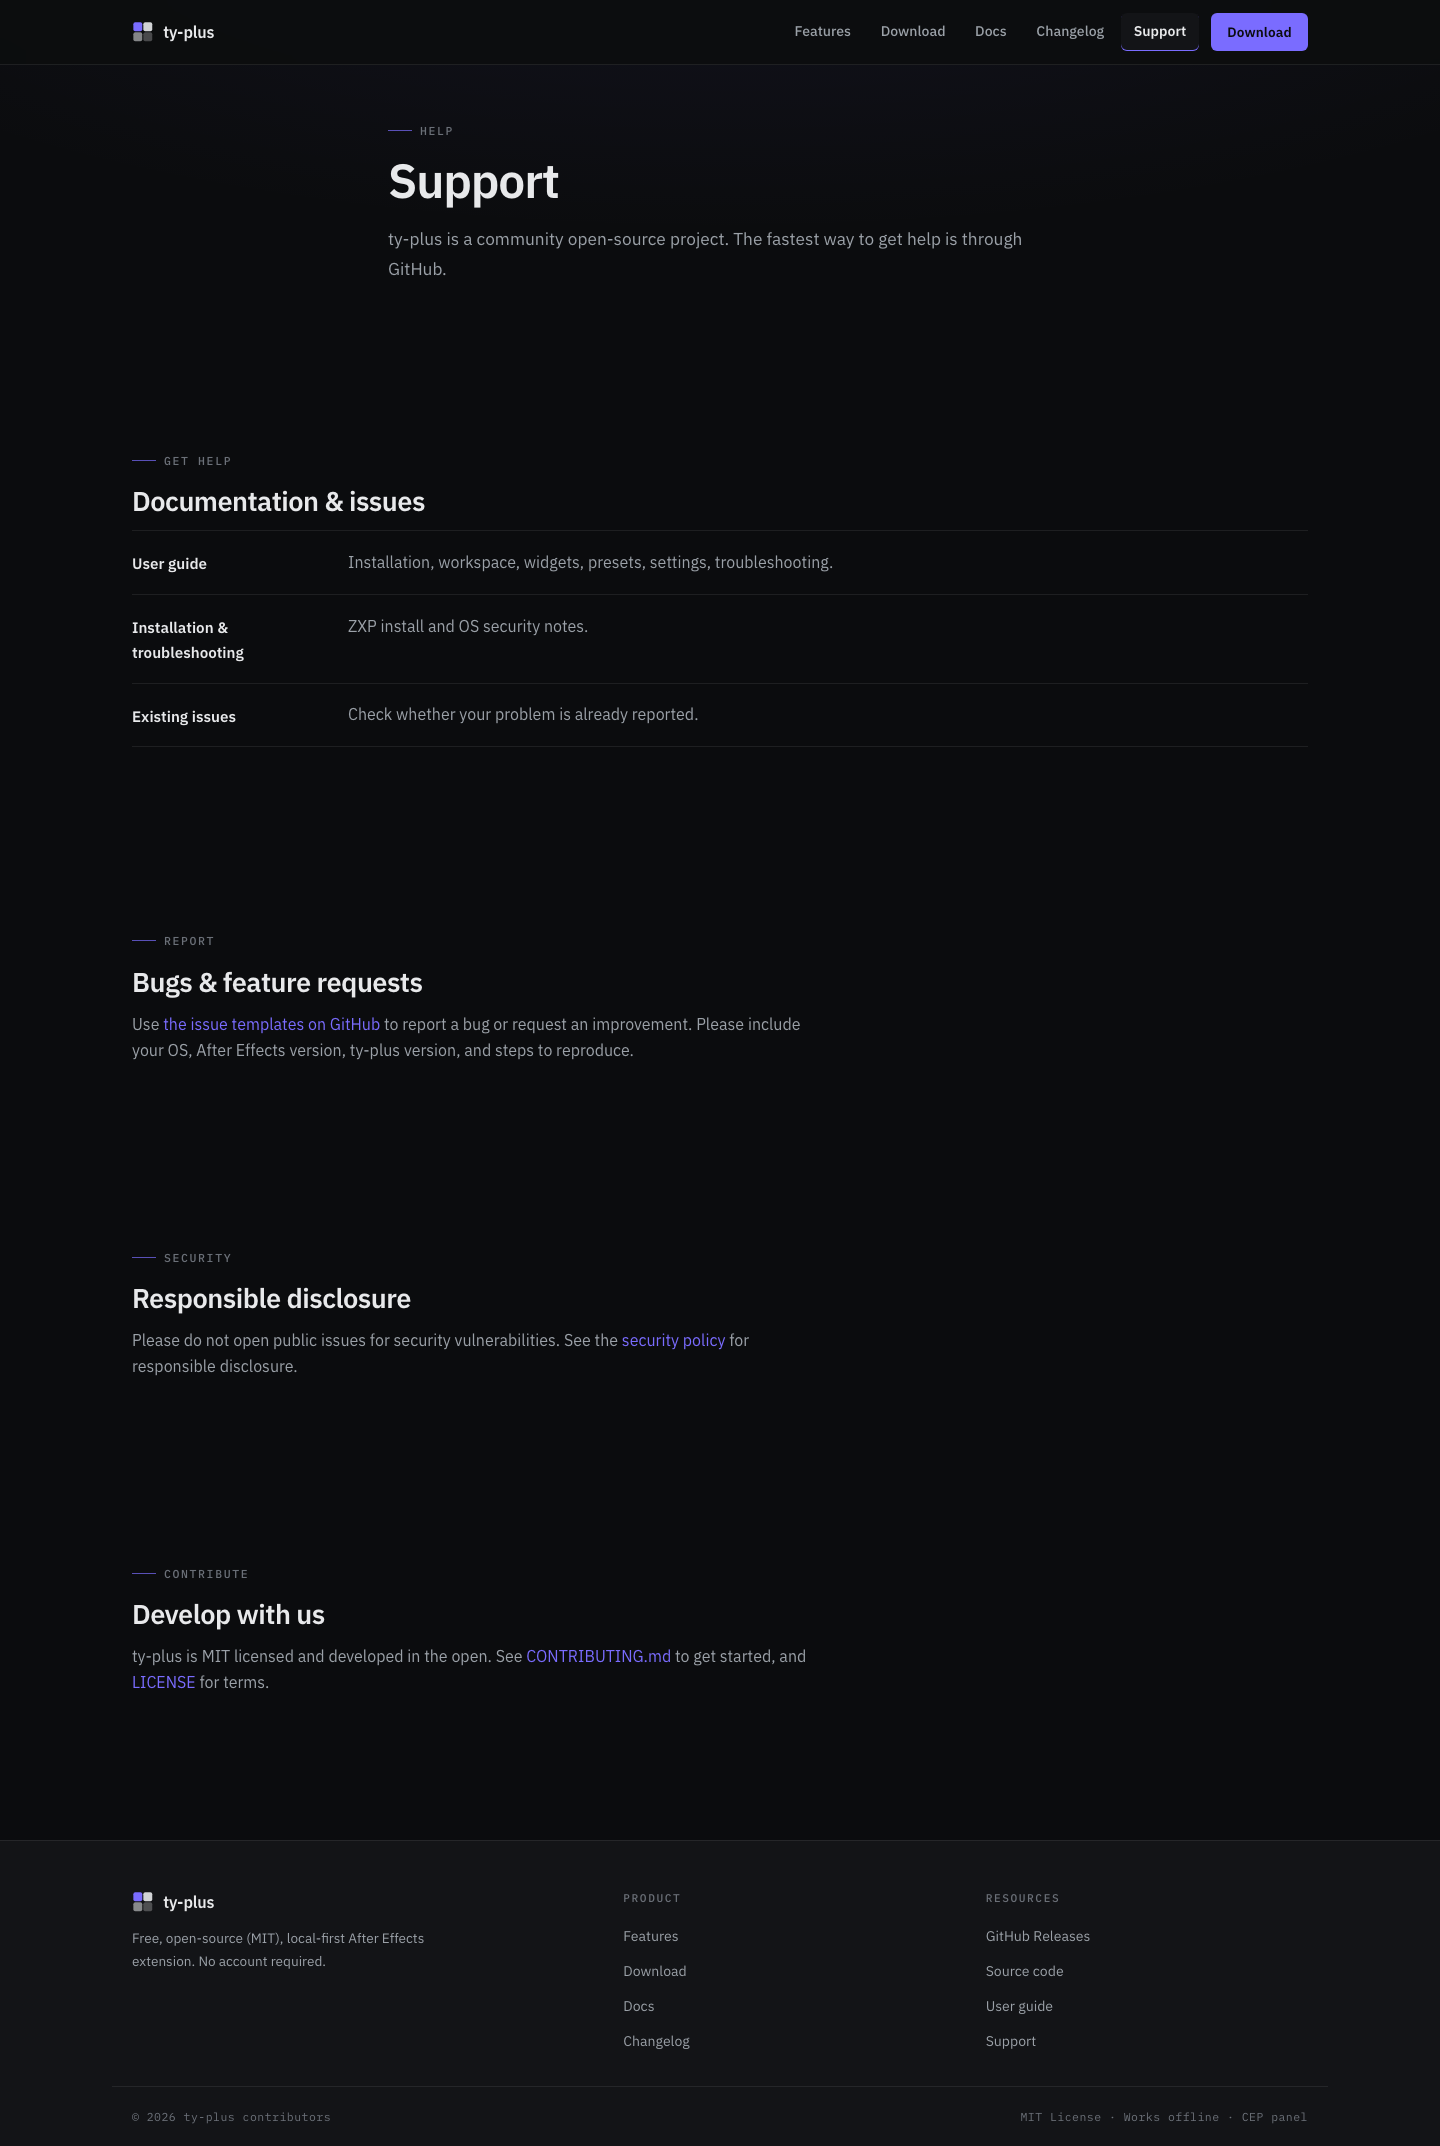 ty-plus
Features
Download
Docs
Changelog
Support
Download
HELP
Support
ty-plus is a community open-source project. The fastest way to get help is through
GitHub.
GET HELP
Documentation & issues
User guide
Installation, workspace, widgets, presets, settings, troubleshooting.
Installation &
troubleshooting
ZXP install and OS security notes.
Existing issues
Check whether your problem is already reported.
REPORT
Bugs & feature requests
Use the issue templates on GitHub to report a bug or request an improvement. Please include
your OS, After Effects version, ty-plus version, and steps to reproduce.
SECURITY
Responsible disclosure
Please do not open public issues for security vulnerabilities. See the security policy for
responsible disclosure.
CONTRIBUTE
Develop with us
ty-plus is MIT licensed and developed in the open. See CONTRIBUTING.md to get started, and
LICENSE for terms.
ty-plus
Free, open-source (MIT), local-first After Effects
extension. No account required.
PRODUCT
Features
Download
Docs
Changelog
RESOURCES
GitHub Releases
Source code
User guide
Support
© 2026 ty-plus contributors
MIT License · Works offline · CEP panel